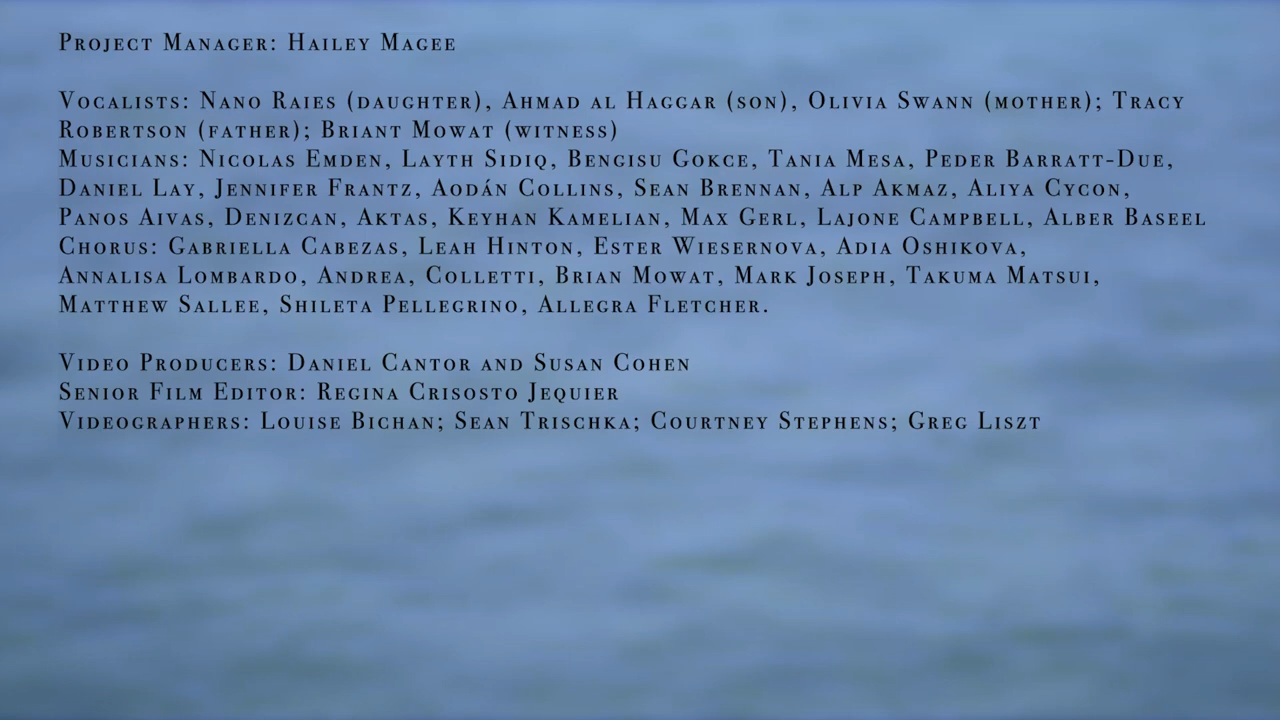 Project Manager: Hailey Magee
Vocalists: Nano Raies (daughter), Ahmad al Haggar (son), Olivia Swann (mother); Tracy
Robertson (father); Briant Mowat (witness)
Musicians: Nicolas Emden, Layth Sidiq, Bengisu Gokce, Tania Mesa, Peder Barratt-Due,
Daniel Lay, Jennifer Frantz, Aodán Collins, Sean Brennan, Alp Akmaz, Aliya Cycon,
Panos Aivas, Denizcan, Aktas, Keyhan Kamelian, Max Gerl, Lajone Campbell, Alber Baseel
Chorus: Gabriella Cabezas, Leah Hinton, Ester Wiesernova, Adia Oshikova,
Annalisa Lombardo, Andrea, Colletti, Brian Mowat, Mark Joseph, Takuma Matsui,
Matthew Sallee, Shileta Pellegrino, Allegra Fletcher.
Video Producers: Daniel Cantor and Susan Cohen
Senior Film Editor: Regina Crisosto Jequier
Videographers: Louise Bichan; Sean Trischka; Courtney Stephens; Greg Liszt